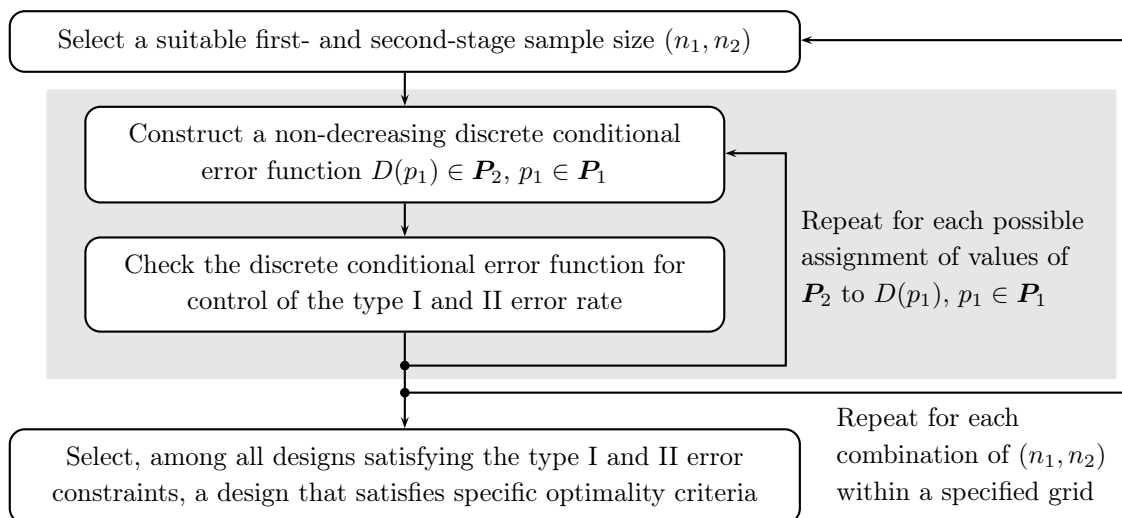 Select a suitable first- and second-stage sample size (n₁, n₂)
Construct a non-decreasing discrete conditional
error function D(p₁) ∈ P₂, p₁ ∈ P₁
Check the discrete conditional error function for
control of the type I and II error rate
Repeat for each possible
assignment of values of
P₂ to D(p₁), p₁ ∈ P₁
Select, among all designs satisfying the type I and II error
constraints, a design that satisfies specific optimality criteria
Repeat for each
combination of (n₁, n₂)
within a specified grid